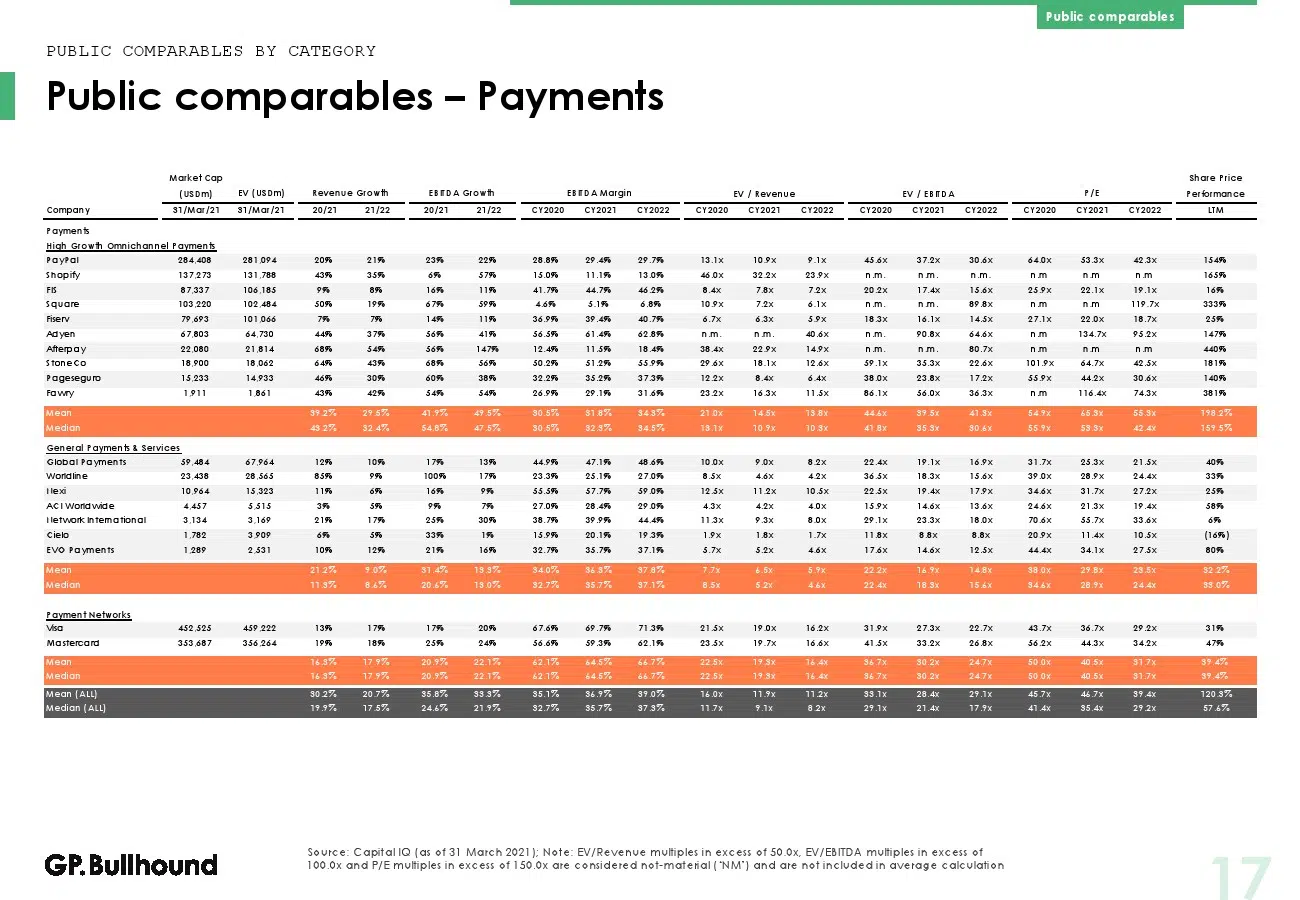 Public comparables
PUBLIC COMPARABLES BY CATEGORY
Public comparables – Payments
Market Cap Share Price
(USDm) EV (USDm) Revenue Growth EBITDA Growth EBITDA Margin EV / Revenue EV / EBITDA P/E Performance
Company 31/Mar/21 31/Mar/21 20/21 21/22 20/21 21/22 CY2020 CY2021 CY2022 CY2020 CY2021 CY2022 CY2020 CY2021 CY2022 CY2020 CY2021 CY2022 LTM
Payments
High Growth Omnichannel Payments
PayPal 284,408 281,094 20% 21% 23% 22% 28.8% 29.4% 29.7% 13.1x 10.9x 9.1x 45.6x 37.2x 30.6x 64.0x 53.3x 42.3x 154%
Shopify 137,273 131,788 43% 35% 6% 57% 15.0% 11.1% 13.0% 46.0x 32.2x 23.9x n.m. n.m. n.m. n.m n.m n.m 165%
FIS 87,337 106,185 9% 8% 16% 11% 41.7% 44.7% 46.2% 8.4x 7.8x 7.2x 20.2x 17.4x 15.6x 25.9x 22.1x 19.1x 16%
Square 103,220 102,484 50% 19% 67% 59% 4.6% 5.1% 6.8% 10.9x 7.2x 6.1x n.m. n.m. 89.8x n.m n.m 119.7x 333%
Fiserv 79,693 101,066 7% 7% 14% 11% 36.9% 39.4% 40.7% 6.7x 6.3x 5.9x 18.3x 16.1x 14.5x 27.1x 22.0x 18.7x 25%
Adyen 67,803 64,730 44% 37% 56% 41% 56.5% 61.4% 62.8% n.m. n.m. 40.6x n.m. 90.8x 64.6x n.m 134.7x 95.2x 147%
Afterpay 22,080 21,814 68% 54% 56% 147% 12.4% 11.5% 18.4% 38.4x 22.9x 14.9x n.m. n.m. 80.7x n.m n.m n.m 440%
StoneCo 18,900 18,062 64% 43% 68% 56% 50.2% 51.2% 55.9% 29.6x 18.1x 12.6x 59.1x 35.3x 22.6x 101.9x 64.7x 42.5x 181%
Pageseguro 15,233 14,933 46% 30% 60% 38% 32.2% 35.2% 37.3% 12.2x 8.4x 6.4x 38.0x 23.8x 17.2x 55.9x 44.2x 30.6x 140%
Fawry 1,911 1,861 43% 42% 54% 54% 26.9% 29.1% 31.6% 23.2x 16.3x 11.5x 86.1x 56.0x 36.3x n.m 116.4x 74.3x 381%
Mean 39.2% 29.5% 41.9% 49.5% 30.5% 31.8% 34.3% 21.0x 14.5x 13.8x 44.6x 39.5x 41.3x 54.9x 65.3x 55.3x 198.2%
Median 43.2% 32.4% 54.8% 47.5% 30.5% 32.3% 34.5% 13.1x 10.9x 10.3x 41.8x 35.3x 30.6x 55.9x 53.3x 42.4x 159.5%
General Payments & Services
Global Payments 59,484 67,964 12% 10% 17% 13% 44.9% 47.1% 48.6% 10.0x 9.0x 8.2x 22.4x 19.1x 16.9x 31.7x 25.3x 21.5x 40%
Worldline 23,438 28,565 85% 9% 100% 17% 23.3% 25.1% 27.0% 8.5x 4.6x 4.2x 36.5x 18.3x 15.6x 39.0x 28.9x 24.4x 33%
Nexi 10,964 15,323 11% 6% 16% 9% 55.5% 57.7% 59.0% 12.5x 11.2x 10.5x 22.5x 19.4x 17.9x 34.6x 31.7x 27.2x 25%
ACI Worldwide 4,457 5,515 3% 5% 9% 7% 27.0% 28.4% 29.0% 4.3x 4.2x 4.0x 15.9x 14.6x 13.6x 24.6x 21.3x 19.4x 58%
Network International 3,134 3,169 21% 17% 25% 30% 38.7% 39.9% 44.4% 11.3x 9.3x 8.0x 29.1x 23.3x 18.0x 70.6x 55.7x 33.6x 6%
Cielo 1,782 3,909 6% 5% 33% 1% 15.9% 20.1% 19.3% 1.9x 1.8x 1.7x 11.8x 8.8x 8.8x 20.9x 11.4x 10.5x (16%)
EVO Payments 1,289 2,531 10% 12% 21% 16% 32.7% 35.7% 37.1% 5.7x 5.2x 4.6x 17.6x 14.6x 12.5x 44.4x 34.1x 27.5x 80%
Mean 21.2% 9.0% 31.4% 13.3% 34.0% 36.3% 37.8% 7.7x 6.5x 5.9x 22.2x 16.9x 14.8x 38.0x 29.8x 23.5x 32.2%
Median 11.3% 8.6% 20.6% 13.0% 32.7% 35.7% 37.1% 8.5x 5.2x 4.6x 22.4x 18.3x 15.6x 34.6x 28.9x 24.4x 33.0%
Payment Networks
Visa 452,525 459,222 13% 17% 17% 20% 67.6% 69.7% 71.3% 21.5x 19.0x 16.2x 31.9x 27.3x 22.7x 43.7x 36.7x 29.2x 31%
Mastercard 353,687 356,264 19% 18% 25% 24% 56.6% 59.3% 62.1% 23.5x 19.7x 16.6x 41.5x 33.2x 26.8x 56.2x 44.3x 34.2x 47%
Mean 16.3% 17.9% 20.9% 22.1% 62.1% 64.5% 66.7% 22.5x 19.3x 16.4x 36.7x 30.2x 24.7x 50.0x 40.5x 31.7x 39.4%
Median 16.3% 17.9% 20.9% 22.1% 62.1% 64.5% 66.7% 22.5x 19.3x 16.4x 36.7x 30.2x 24.7x 50.0x 40.5x 31.7x 39.4%
Mean (ALL) 30.2% 20.7% 35.8% 33.3% 35.1% 36.9% 39.0% 16.0x 11.9x 11.2x 33.1x 28.4x 29.1x 45.7x 46.7x 39.4x 120.3%
Median (ALL) 19.9% 17.5% 24.6% 21.9% 32.7% 35.7% 37.3% 11.7x 9.1x 8.2x 29.1x 21.4x 17.9x 41.4x 35.4x 29.2x 57.6%
GP.Bullhound
Source: Capital IQ (as of 31 March 2021); Note: EV/Revenue multiples in excess of 50.0x, EV/EBITDA multiples in excess of
100.0x and P/E multiples in excess of 150.0x are considered not-material ("NM") and are not included in average calculation
17